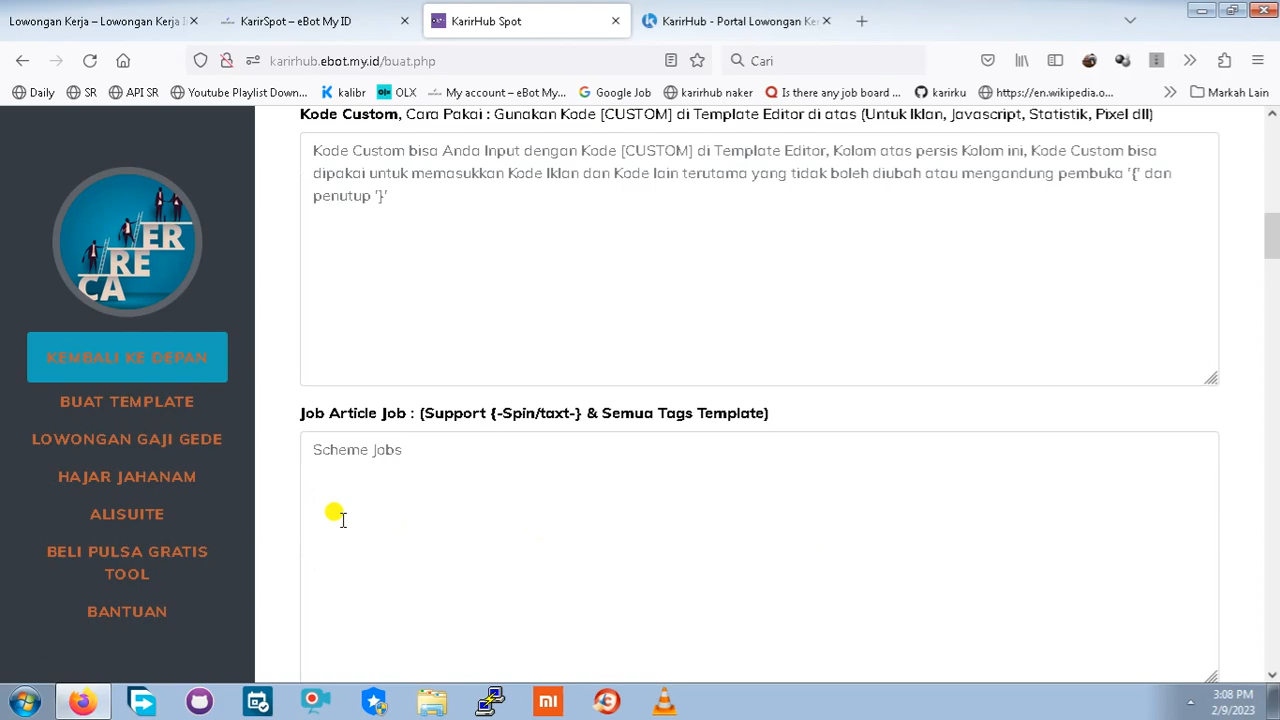 Lowongan Kerja – Lowongan Kerja I
KarirSpot – eBot My ID
KarirHub Spot
KarirHub - Portal Lowongan Ke
karirhub.ebot.my.id/buat.php
Cari
Daily
SR
API SR
Youtube Playlist Down...
kalibr
OLX
My account – eBot My...
Google Job
karirhub naker
Is there any job board ...
karirku
https://en.wikipedia.o...
Markah Lain
Kode Custom, Cara Pakai : Gunakan Kode [CUSTOM] di Template Editor di atas (Untuk Iklan, Javascript, Statistik, Pixel dll)
Kode Custom bisa Anda Input dengan Kode [CUSTOM] di Template Editor, Kolom atas persis Kolom ini, Kode Custom bisa
dipakai untuk memasukkan Kode Iklan dan Kode lain terutama yang tidak boleh diubah atau mengandung pembuka '{' dan
penutup '}'
ER
RE
CA
KEMBALI KE DEPAN
BUAT TEMPLATE
LOWONGAN GAJI GEDE
HAJAR JAHANAM
ALISUITE
BELI PULSA GRATIS
TOOL
BANTUAN
Job Article Job : (Support {-Spin/taxt-} & Semua Tags Template)
Scheme Jobs
mi
3:08 PM
2/9/2023